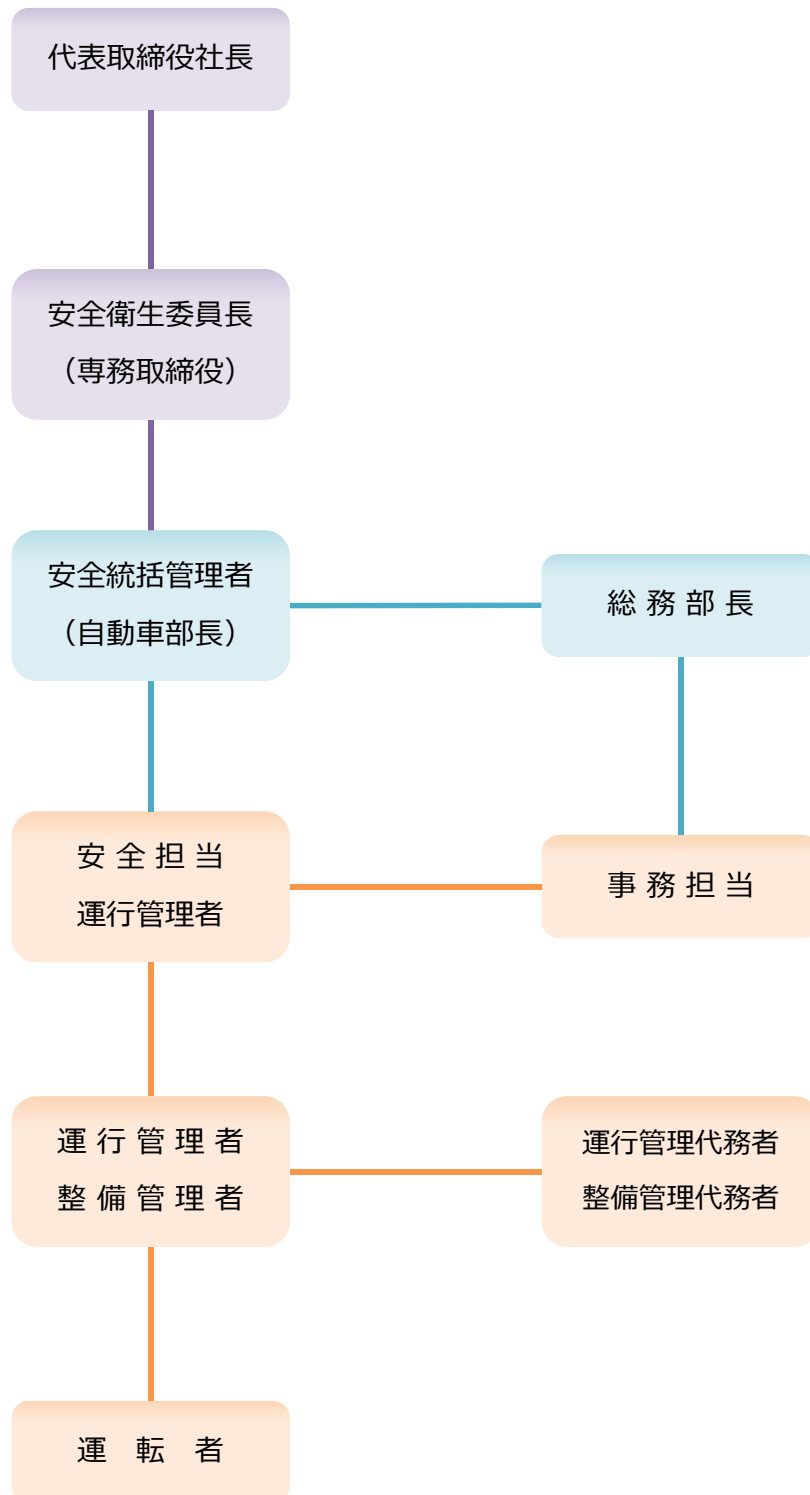 代表取締役社長
安全衛生委員長
（専務取締役）
安全統括管理者
（自動車部長）
総 務 部 長
安 全 担 当
運行管理者
事 務 担 当
運 行 管 理 者
整 備 管 理 者
運行管理代務者
整備管理代務者
運　転　者